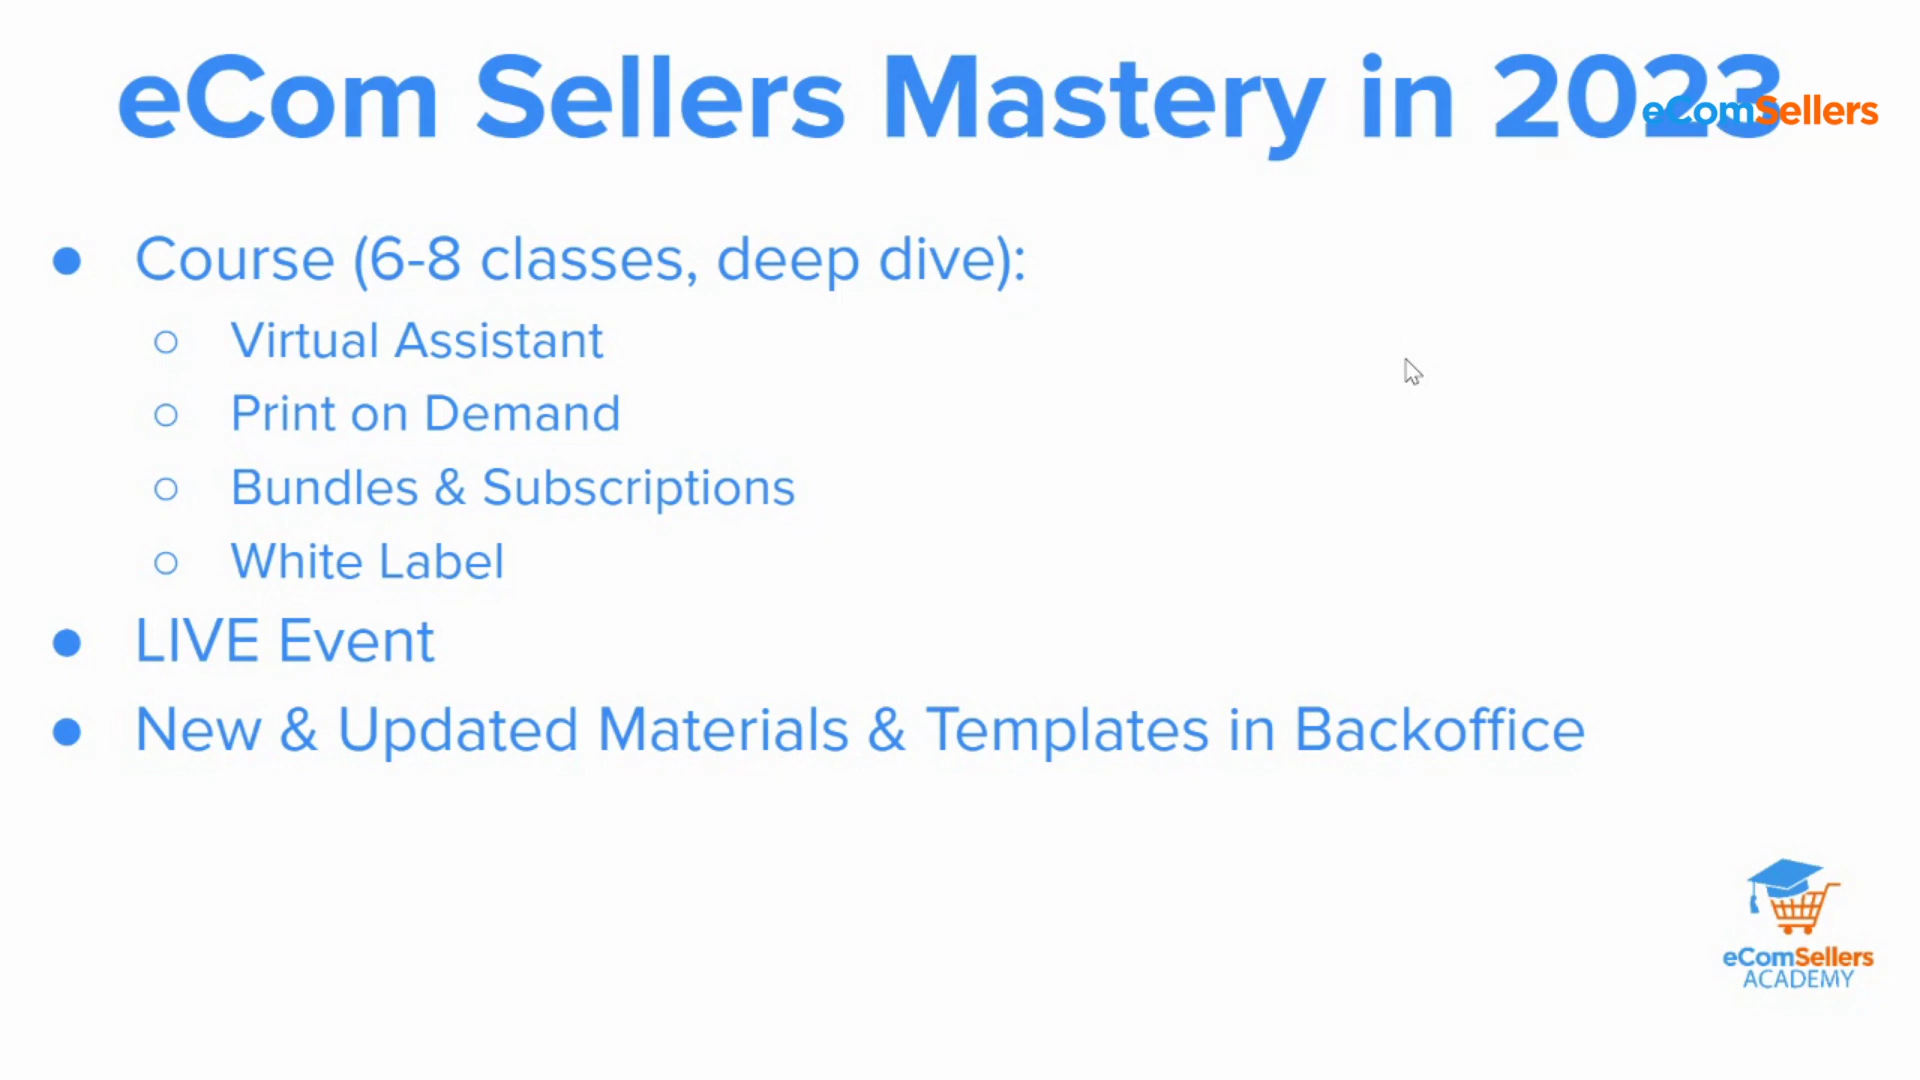 eCom Sellers Mastery in 2023
eComSellers
Course (6-8 classes, deep dive):
Virtual Assistant
Print on Demand
Bundles & Subscriptions
White Label
LIVE Event
New & Updated Materials & Templates in Backoffice
eComSellers
ACADEMY